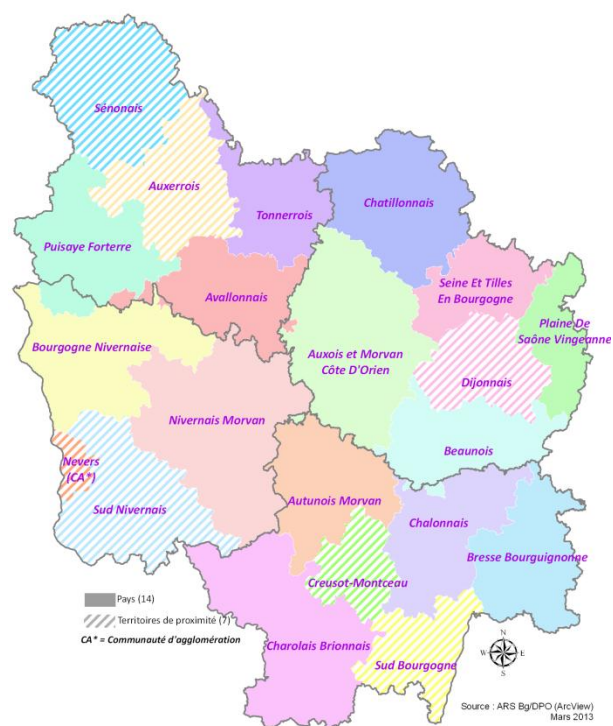 Sénonais
Auxerrois
Tonnerrois
Chatillonnais
Puisaye Forterre
Avallonnais
Seine Et Tilles
En Bourgogne
Plaine De
Saône Vingeanne
Bourgogne Nivernaise
Auxois et Morvan
Côte D'Orien
Dijonnais
Nivernais Morvan
Beaunois
Nevers
(CA*)
Sud Nivernais
Autunois Morvan
Chalonnais
Bresse Bourguignonne
Creusot-Montceau
Pays (14)
Territoires de proximité (7)
CA* = Communauté d'agglomération
Charolais Brionnais
Sud Bourgogne
N
W E
S
Source : ARS Bg/DPO (ArcView)
Mars 2013